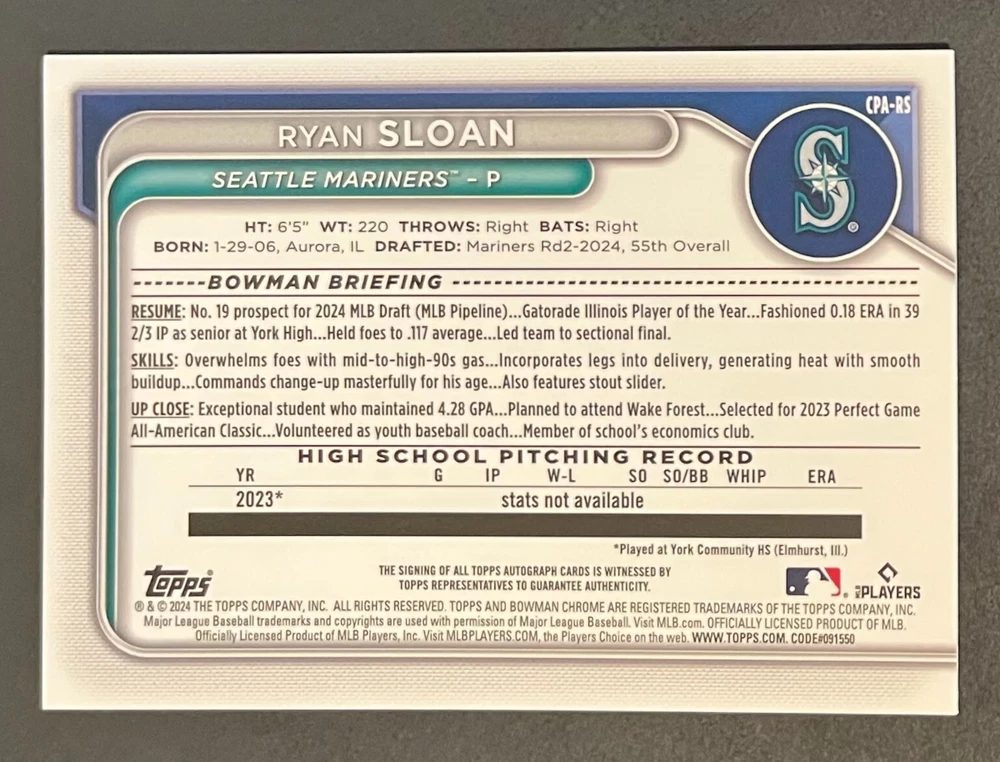 CPA-RS
RYAN SLOAN
S
®
SEATTLE MARINERS™ – P
HT: 6'5" WT: 220 THROWS: Right BATS: Right
BORN: 1-29-06, Aurora, IL DRAFTED: Mariners Rd2-2024, 55th Overall
-------BOWMAN BRIEFING ----------------------------------------
RESUME: No. 19 prospect for 2024 MLB Draft (MLB Pipeline)...Gatorade Illinois Player of the Year...Fashioned 0.18 ERA in 39
2/3 IP as senior at York High...Held foes to .117 average...Led team to sectional final.
SKILLS: Overwhelms foes with mid-to-high-90s gas...Incorporates legs into delivery, generating heat with smooth
buildup...Commands change-up masterfully for his age...Also features stout slider.
UP CLOSE: Exceptional student who maintained 4.28 GPA...Planned to attend Wake Forest...Selected for 2023 Perfect Game
All-American Classic...Volunteered as youth baseball coach...Member of school's economics club.
HIGH SCHOOL PITCHING RECORD
YR G IP W-L SO SO/BB WHIP ERA
2023* stats not available
*Played at York Community HS (Elmhurst, Ill.)
Topps®
THE SIGNING OF ALL TOPPS AUTOGRAPH CARDS IS WITNESSED BY
TOPPS REPRESENTATIVES TO GUARANTEE AUTHENTICITY.
MLB PLAYERS
® & © 2024 THE TOPPS COMPANY, INC. ALL RIGHTS RESERVED. TOPPS AND BOWMAN CHROME ARE REGISTERED TRADEMARKS OF THE TOPPS COMPANY, INC.
Major League Baseball trademarks and copyrights are used with permission of Major League Baseball. Visit MLB.com. OFFICIALLY LICENSED PRODUCT OF MLB.
Officially Licensed Product of MLB Players, Inc. Visit MLBPLAYERS.COM, the Players Choice on the web. WWW.TOPPS.COM. CODE#091550